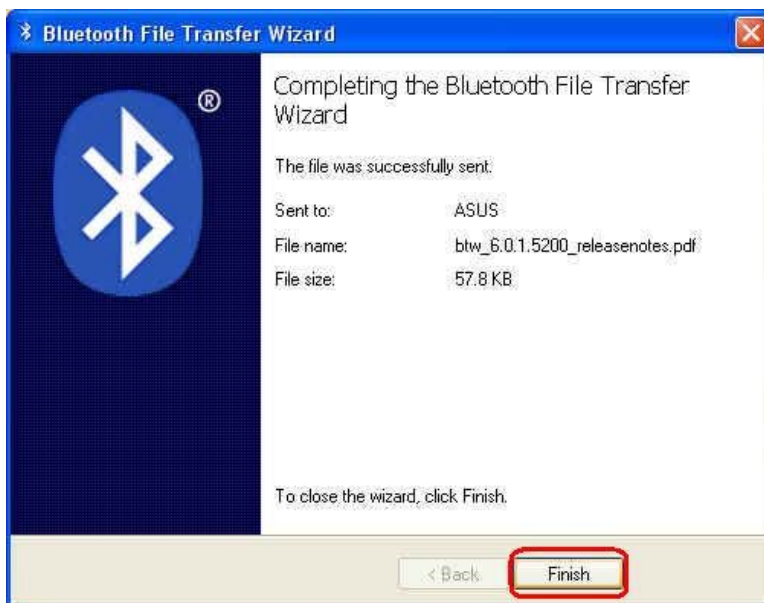 Bluetooth File Transfer Wizard
®
Completing the Bluetooth File Transfer
Wizard
The file was successfully sent.
Sent to: ASUS
File name: btw_6.0.1.5200_releasenotes.pdf
File size: 57.8 KB
To close the wizard, click Finish.
< Back Finish